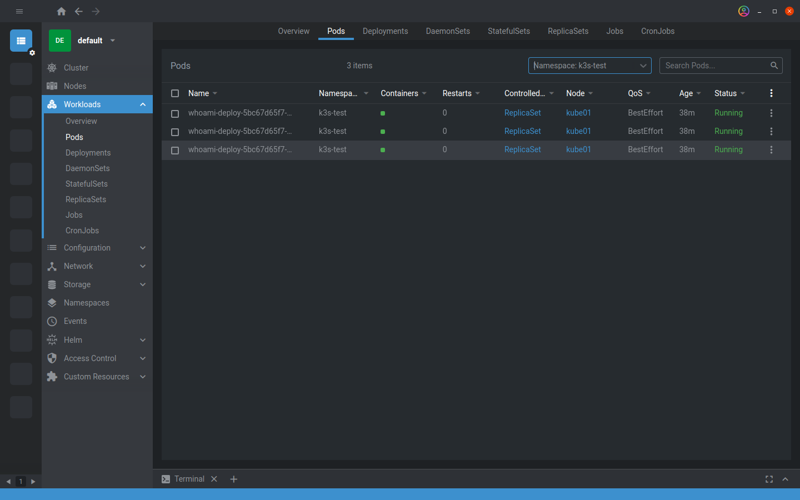 DE
default
Overview
Pods
Deployments
DaemonSets
StatefulSets
ReplicaSets
Jobs
CronJobs
Cluster
Nodes
Workloads
Overview
Pods
Deployments
DaemonSets
StatefulSets
ReplicaSets
Jobs
CronJobs
Configuration
Network
Storage
Namespaces
Events
Helm
Access Control
Custom Resources
Pods
3 items
Namespace: k3s-test
Search Pods...
Name Namespa... Containers Restarts Controlled... Node QoS Age Status
whoami-deploy-5bc67d65f7-... k3s-test 0 ReplicaSet kube01 BestEffort 38m Running
whoami-deploy-5bc67d65f7-... k3s-test 0 ReplicaSet kube01 BestEffort 38m Running
whoami-deploy-5bc67d65f7-... k3s-test 0 ReplicaSet kube01 BestEffort 38m Running
1
Terminal